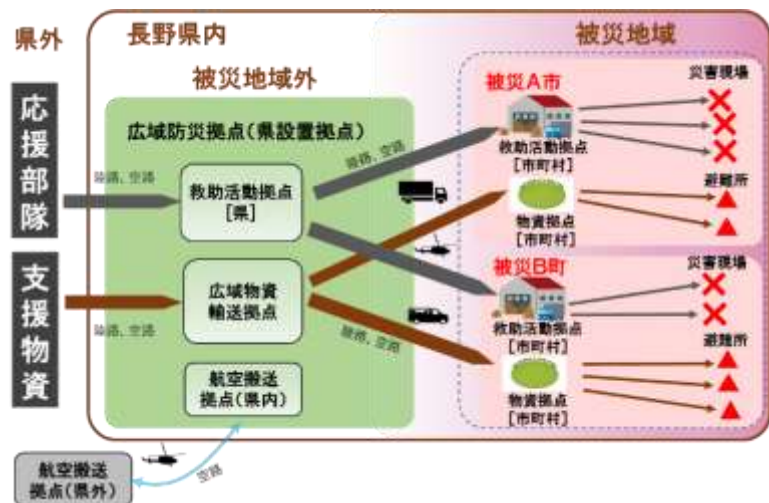 県外
応援部隊
支援物資
長野県内
被災地域外
被災地域
広域防災拠点(県設置拠点)
陸路、空路
救助活動拠点
[県]
陸路、空路
広域物資
輸送拠点
航空搬送
拠点(県内)
航空搬送
拠点(県外)
空路
陸路、空路
陸路、空路
被災A市
救助活動拠点
[市町村]
物資拠点
[市町村]
災害現場
避難所
被災B町
救助活動拠点
[市町村]
物資拠点
[市町村]
災害現場
避難所